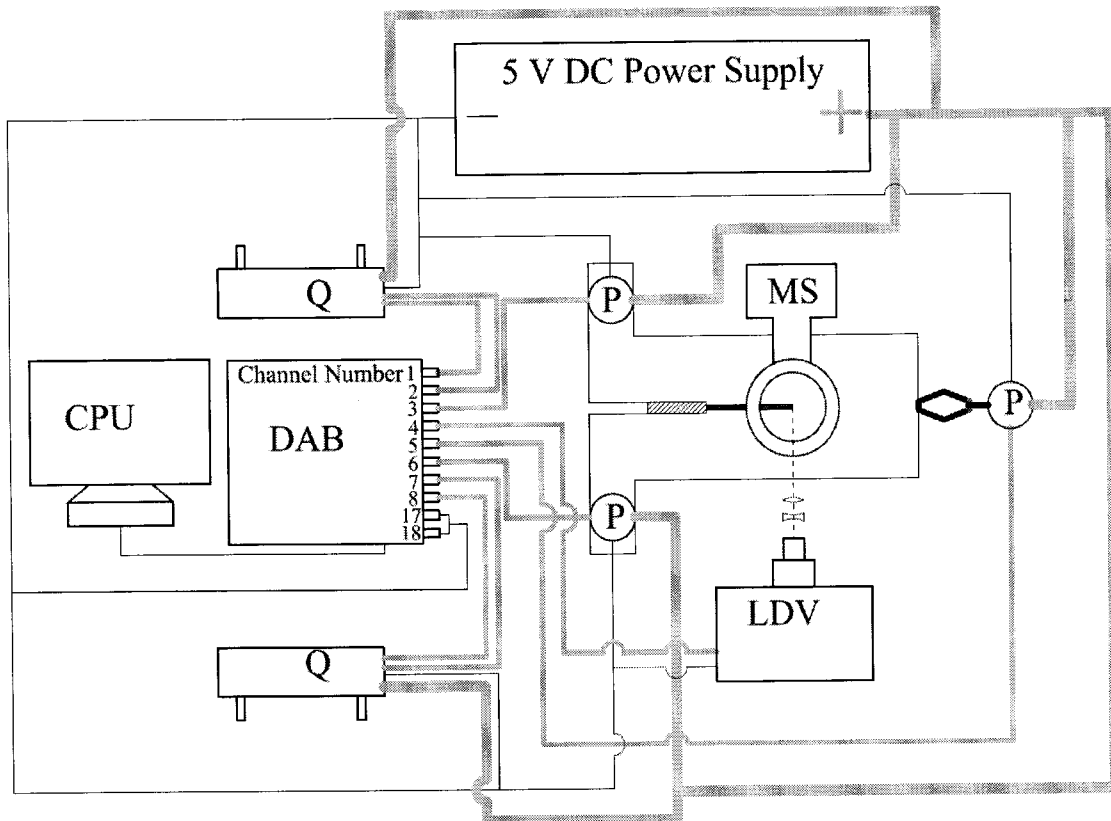 5 V DC Power Supply
− +
Q
P
MS
CPU
Channel Number 1
2
3
DAB
4
5
6
7
8
17
18
P
P
LDV
Q